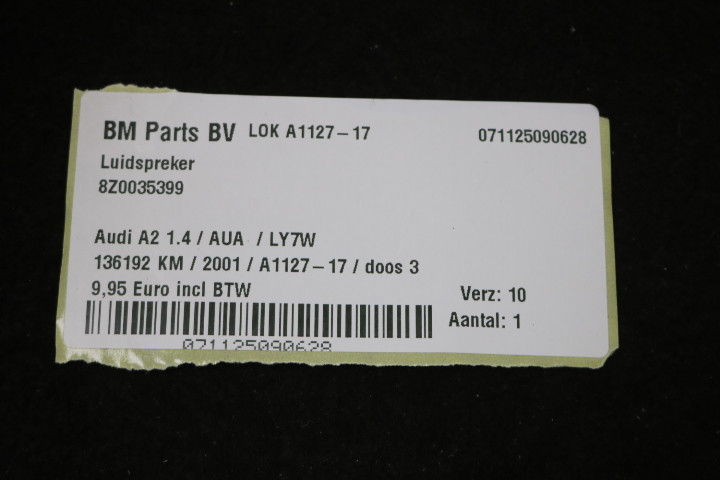 BM Parts BV LOK A1127-17 071125090628
Luidspreker
8Z0035399
Audi A2 1.4 / AUA / LY7W
136192 KM / 2001 / A1127-17 / doos 3
9,95 Euro incl BTW Verz: 10
Aantal: 1
071125090628